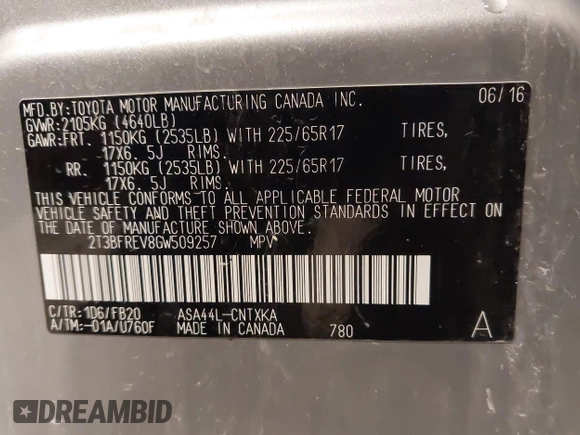 MFD.BY:TOYOTA MOTOR MANUFACTURING CANADA INC. 06/16
GVWR:2105KG (4640LB)
GAWR:FRT. 1150KG (2535LB) WITH 225/65R17 TIRES,
17X6. 5J RIMS.
RR. 1150KG (2535LB) WITH 225/65R17 TIRES,
17X6. 5J RIMS.
THIS VEHICLE CONFORMS TO ALL APPLICABLE FEDERAL MOTOR
VEHICLE SAFETY AND THEFT PREVENTION STANDARDS IN EFFECT ON
THE DATE OF MANUFACTURE SHOWN ABOVE.
2T3BFREV8GW509257 MPV
C/TR:1D6/FB20 ASA44L-CNTXKA
A/TM:-01A/U760F MADE IN CANADA 780 A
DREAMBID